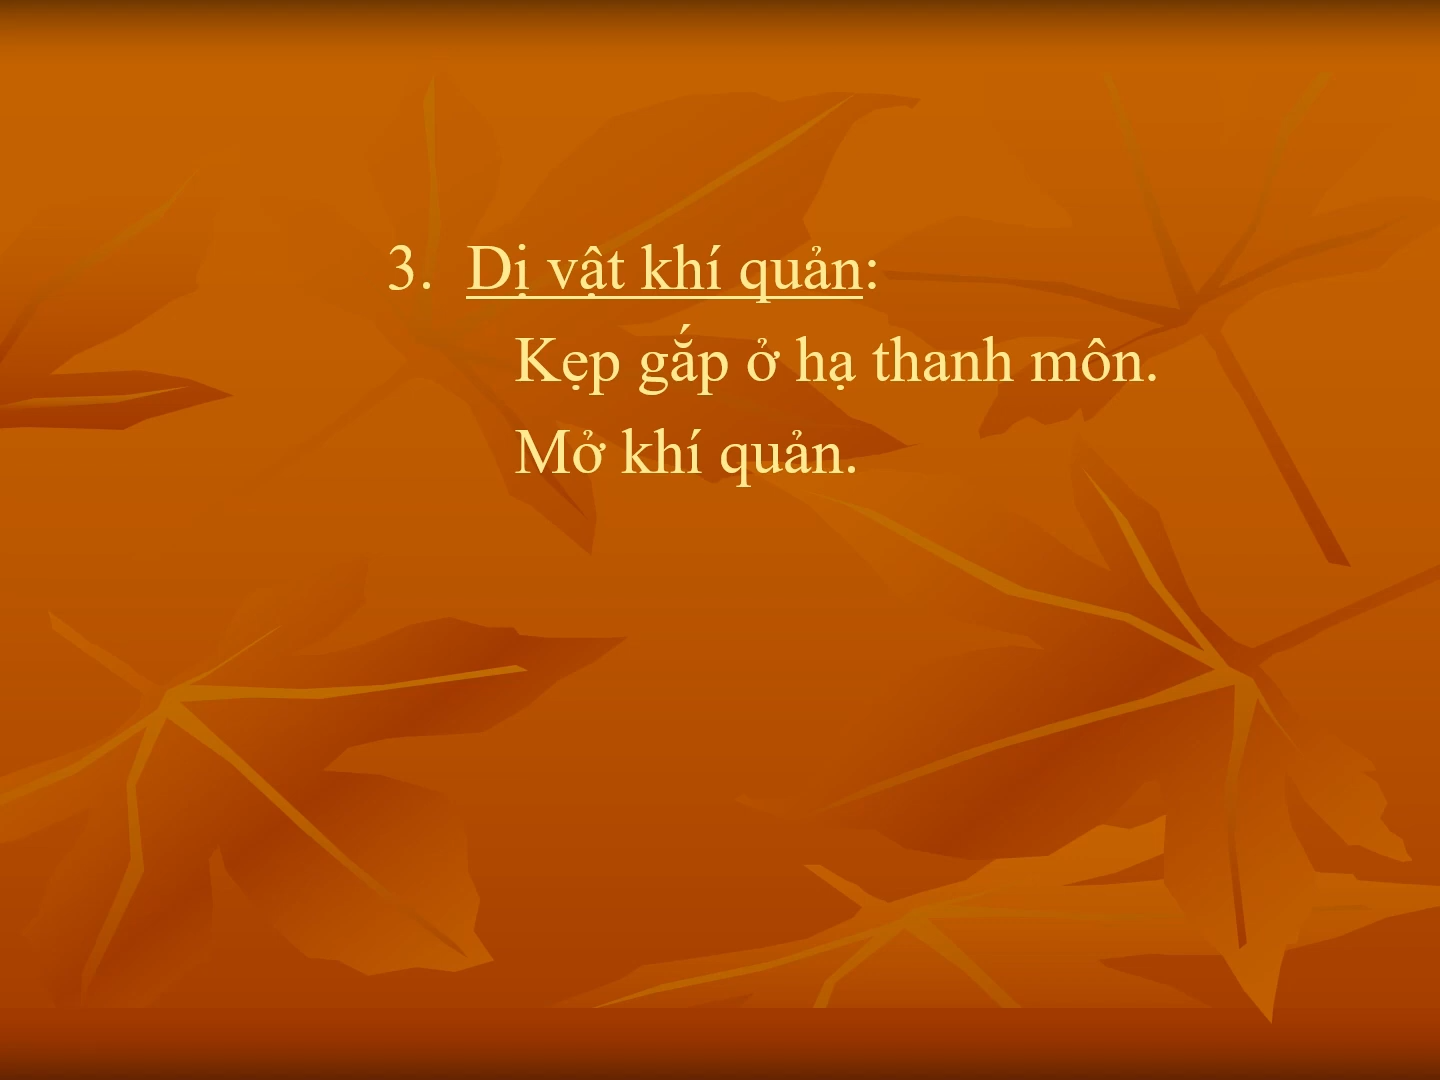 3. Dị vật khí quản:
Kẹp gắp ở hạ thanh môn.
Mở khí quản.